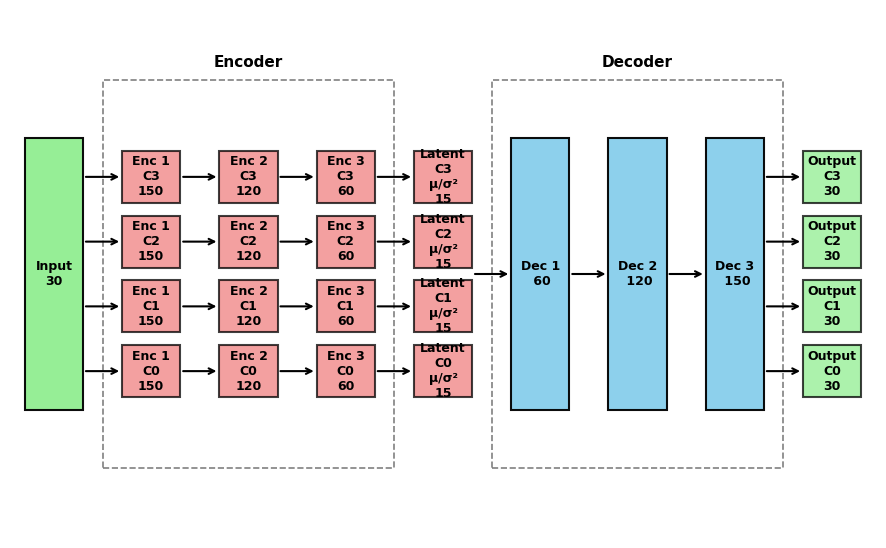 Encoder
Decoder
Input
30
Enc 1
C3
150
Enc 2
C3
120
Enc 3
C3
60
Latent
C3
μ/σ²
15
Enc 1
C2
150
Enc 2
C2
120
Enc 3
C2
60
Latent
C2
μ/σ²
15
Enc 1
C1
150
Enc 2
C1
120
Enc 3
C1
60
Latent
C1
μ/σ²
15
Enc 1
C0
150
Enc 2
C0
120
Enc 3
C0
60
Latent
C0
μ/σ²
15
Dec 1
60
Dec 2
120
Dec 3
150
Output
C3
30
Output
C2
30
Output
C1
30
Output
C0
30